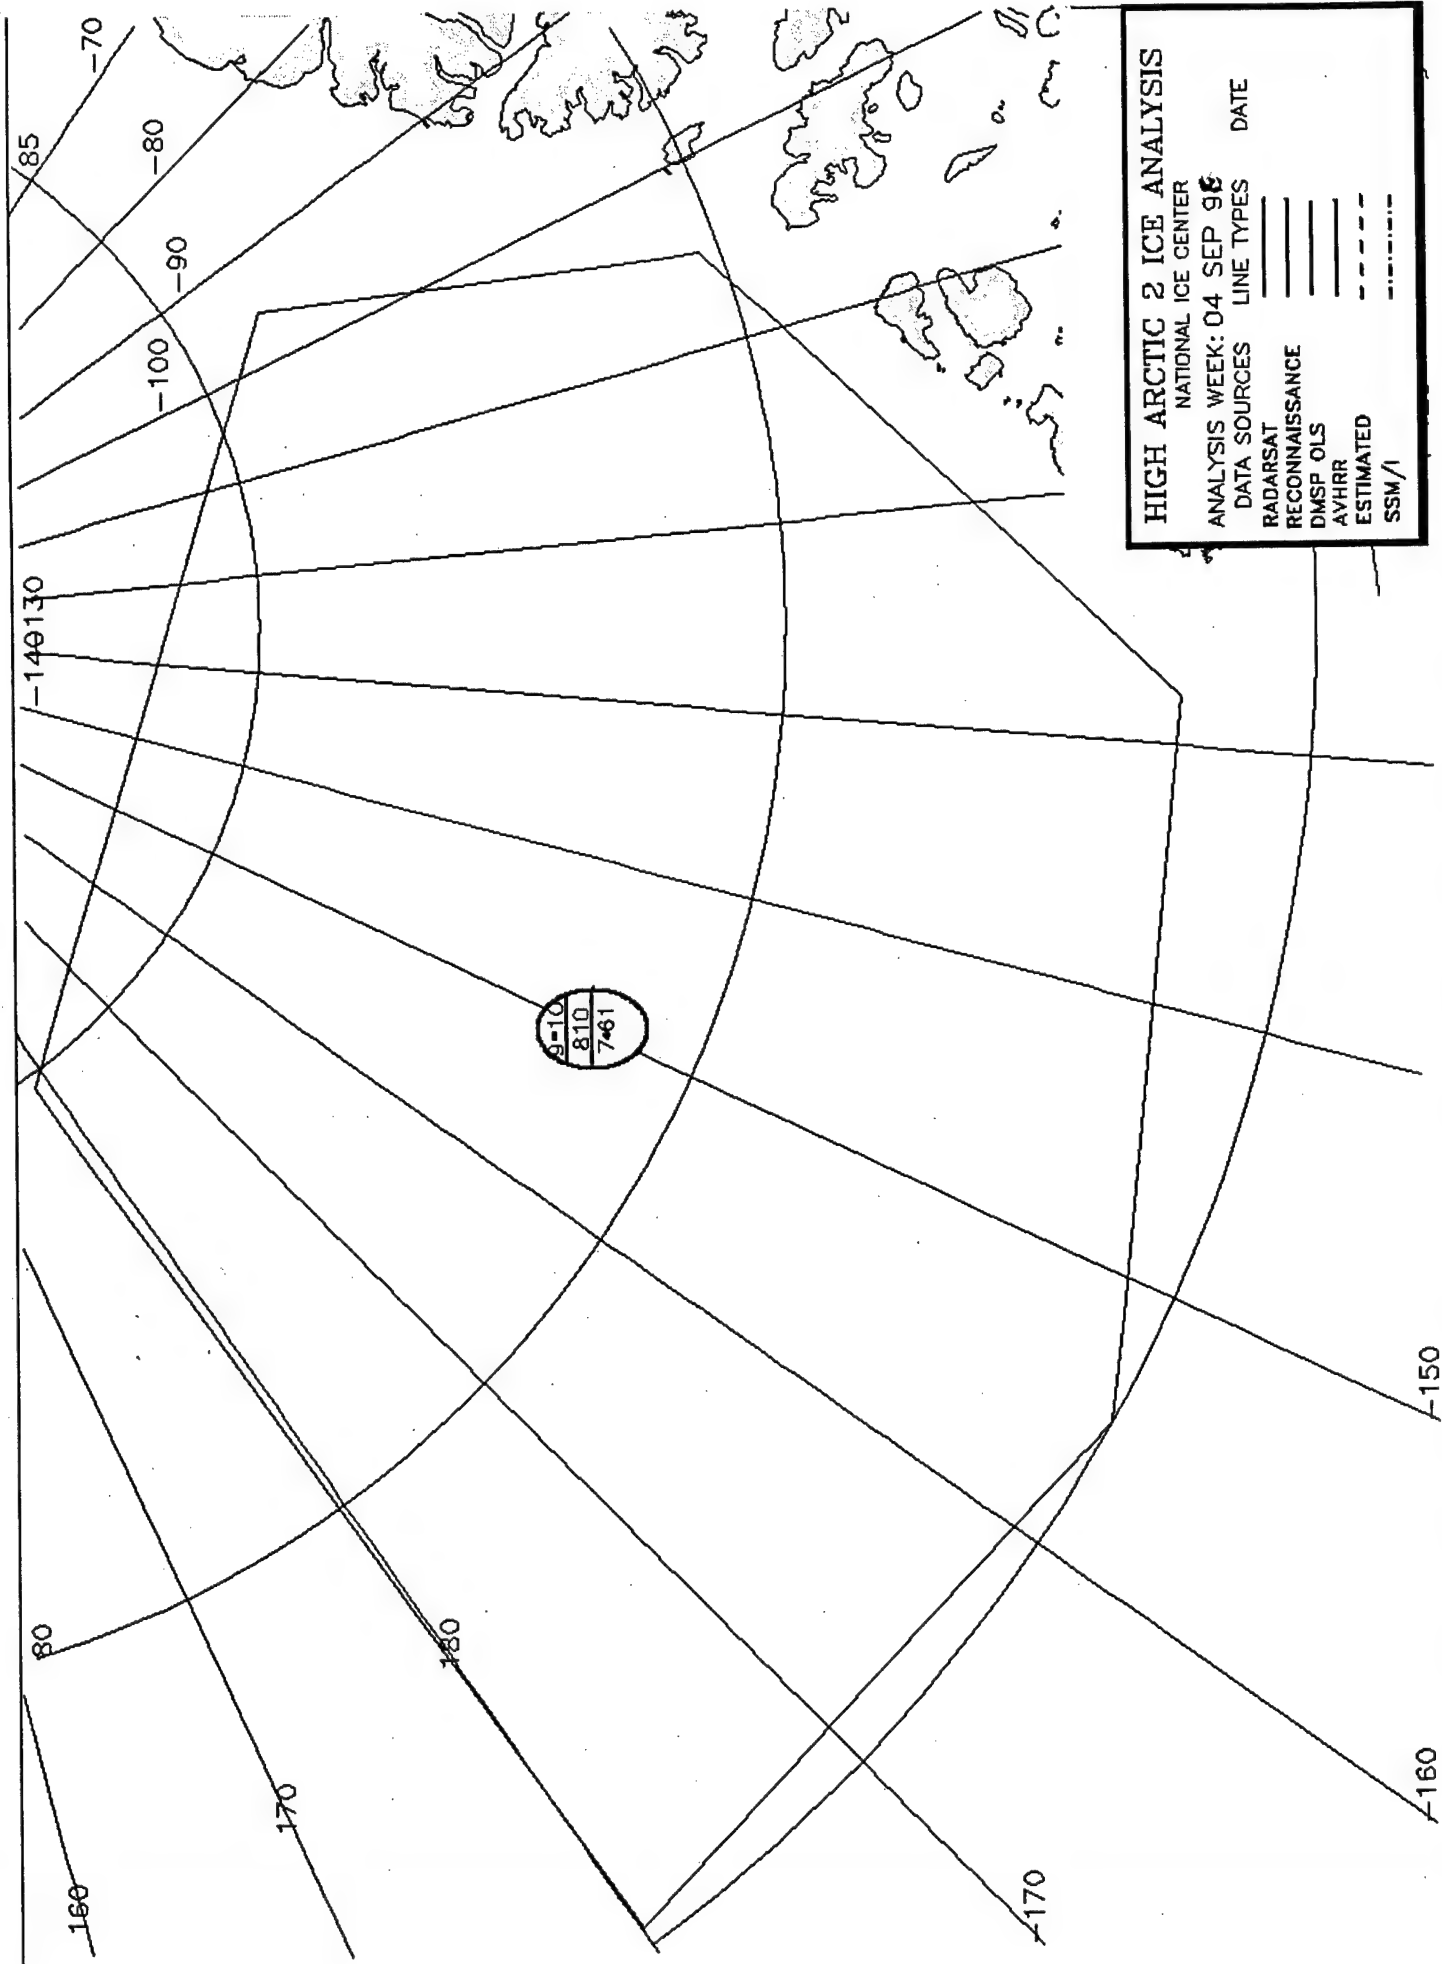 HIGH ARCTIC 2 ICE ANALYSIS
NATIONAL ICE CENTER
ANALYSIS WEEK: 04 SEP
DATA SOURCES LINE TYPES DATE
RADARSAT
RECONNAISSANCE
DMSP OLS
AVHRR
ESTIMATED
SSM/I
-70
85
-80
-90
-100
130
-140
9-10
810
80
180
170
160
-170
-160
-150